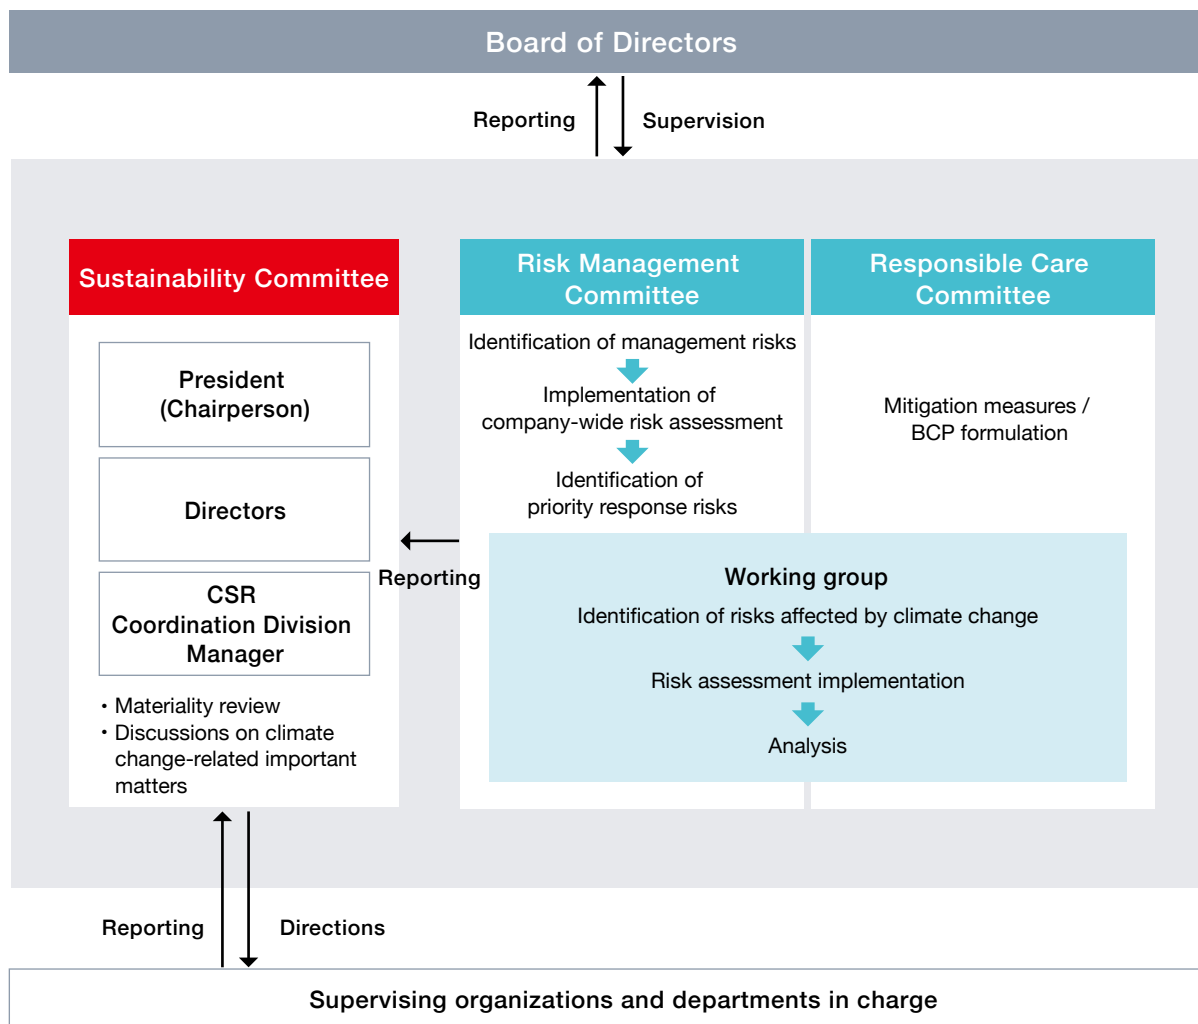 Board of Directors
Reporting
Supervision
Sustainability Committee
President
(Chairperson)
Directors
CSR
Coordination Division
Manager
・Materiality review
・Discussions on climate
change-related important
matters
Reporting
Risk Management
Committee
Identification of management risks
Implementation of
company-wide risk assessment
Identification of
priority response risks
Responsible Care
Committee
Mitigation measures /
BCP formulation
Working group
Identification of risks affected by climate change
Risk assessment implementation
Analysis
Reporting
Directions
Supervising organizations and departments in charge